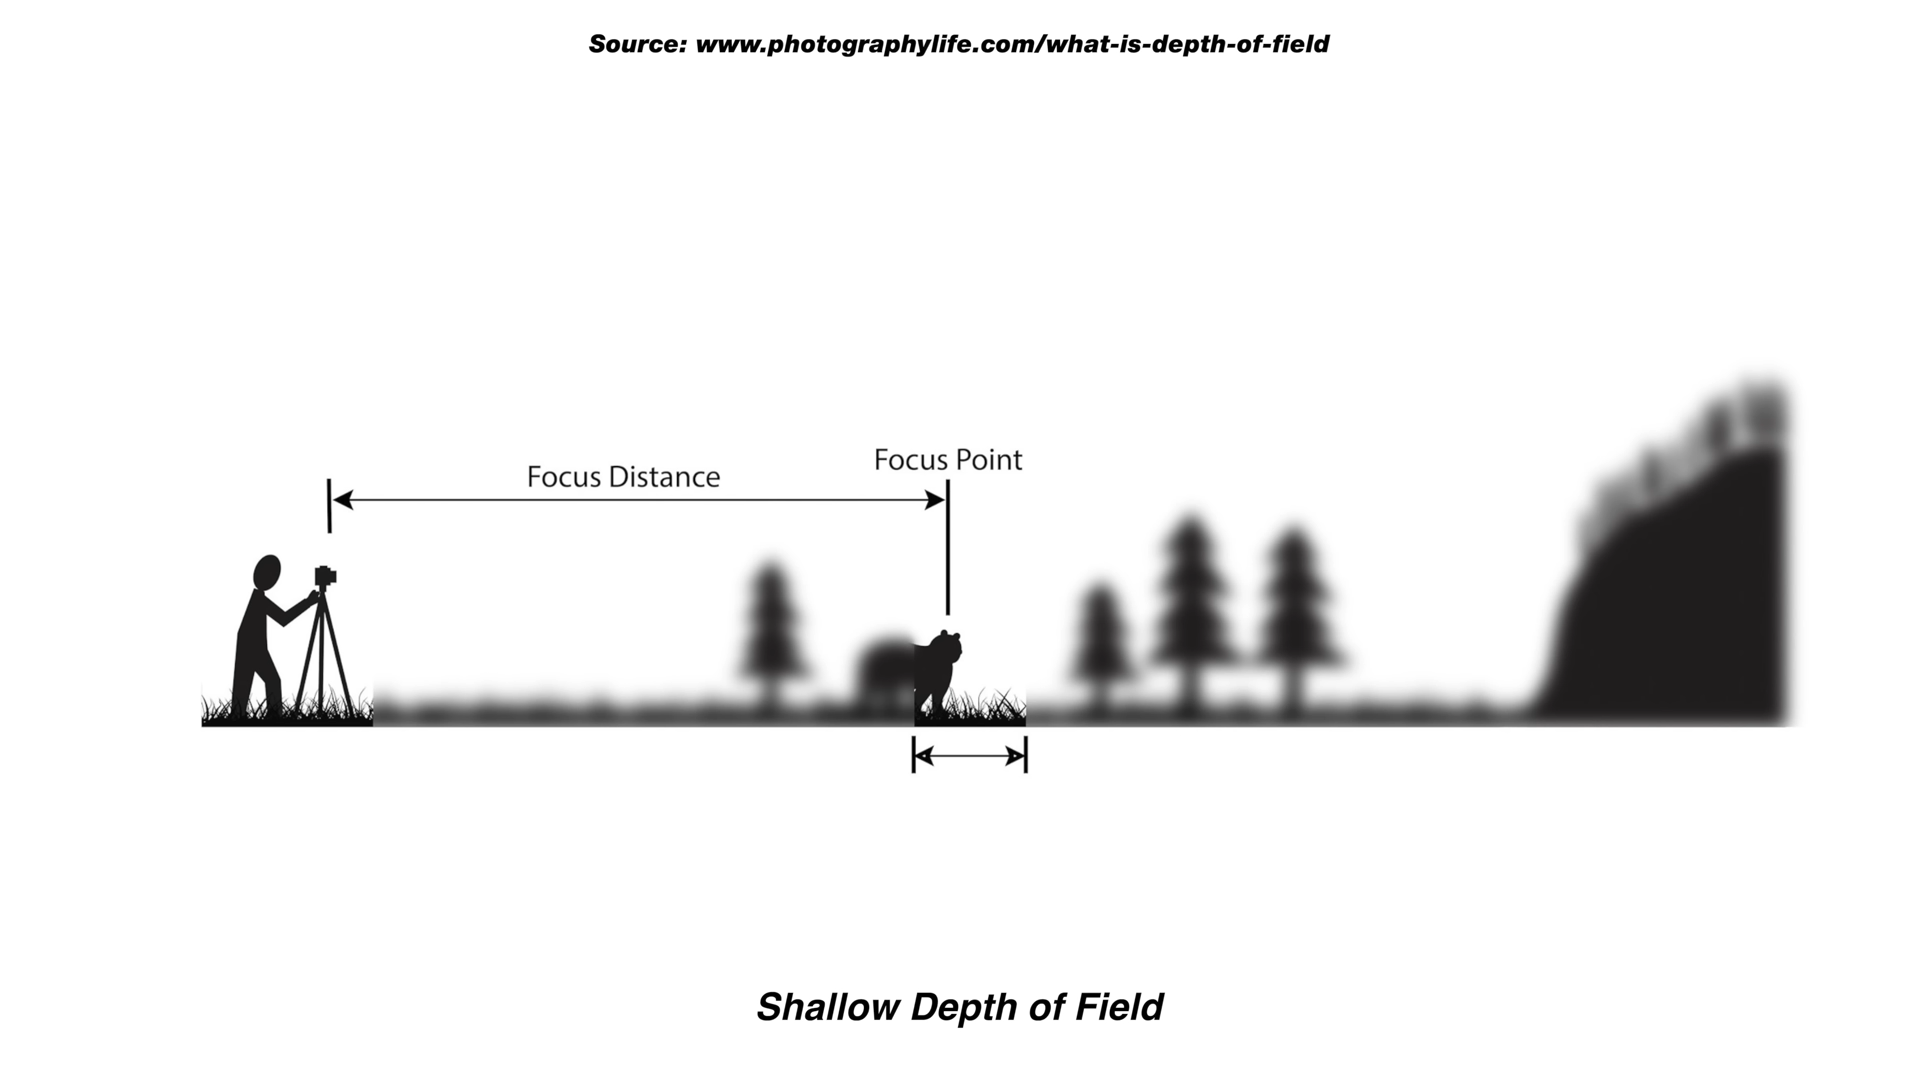 Source: www.photographylife.com/what-is-depth-of-field
Focus Point
Focus Distance
Shallow Depth of Field